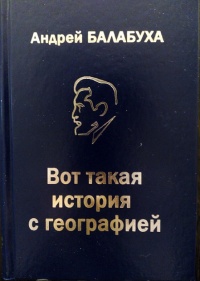 Андрей БАЛАБУХА
Вот такая
история
с географией